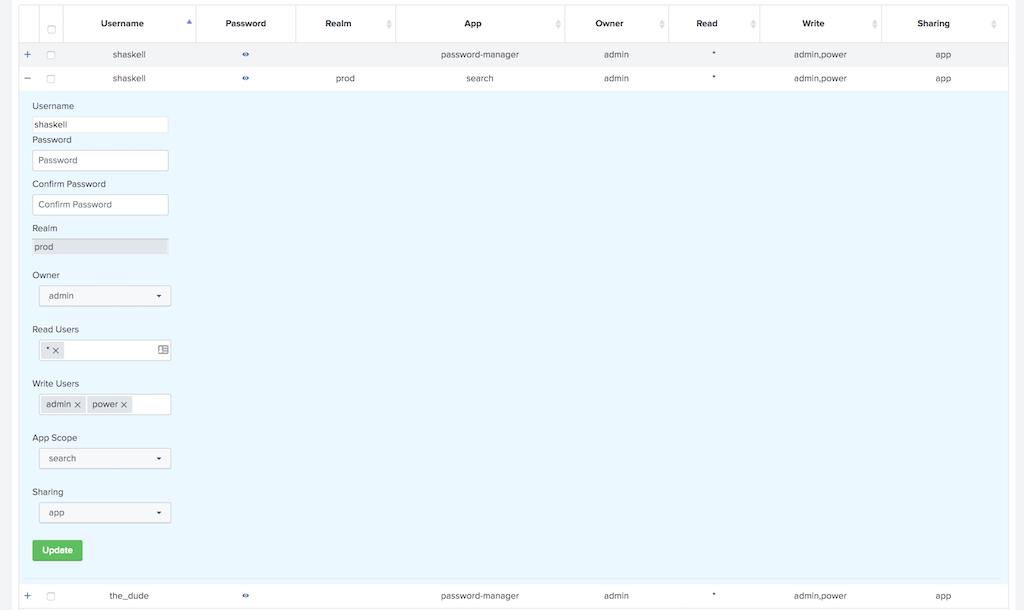 Username Password Realm App Owner Read Write Sharing
+ shaskell password-manager admin * admin,power app
− shaskell prod search admin * admin,power app
Username
shaskell
Password
Password
Confirm Password
Confirm Password
Realm
prod
Owner
admin
Read Users
* ×
Write Users
admin × power ×
App Scope
search
Sharing
app
Update
+ the_dude password-manager admin * admin,power app